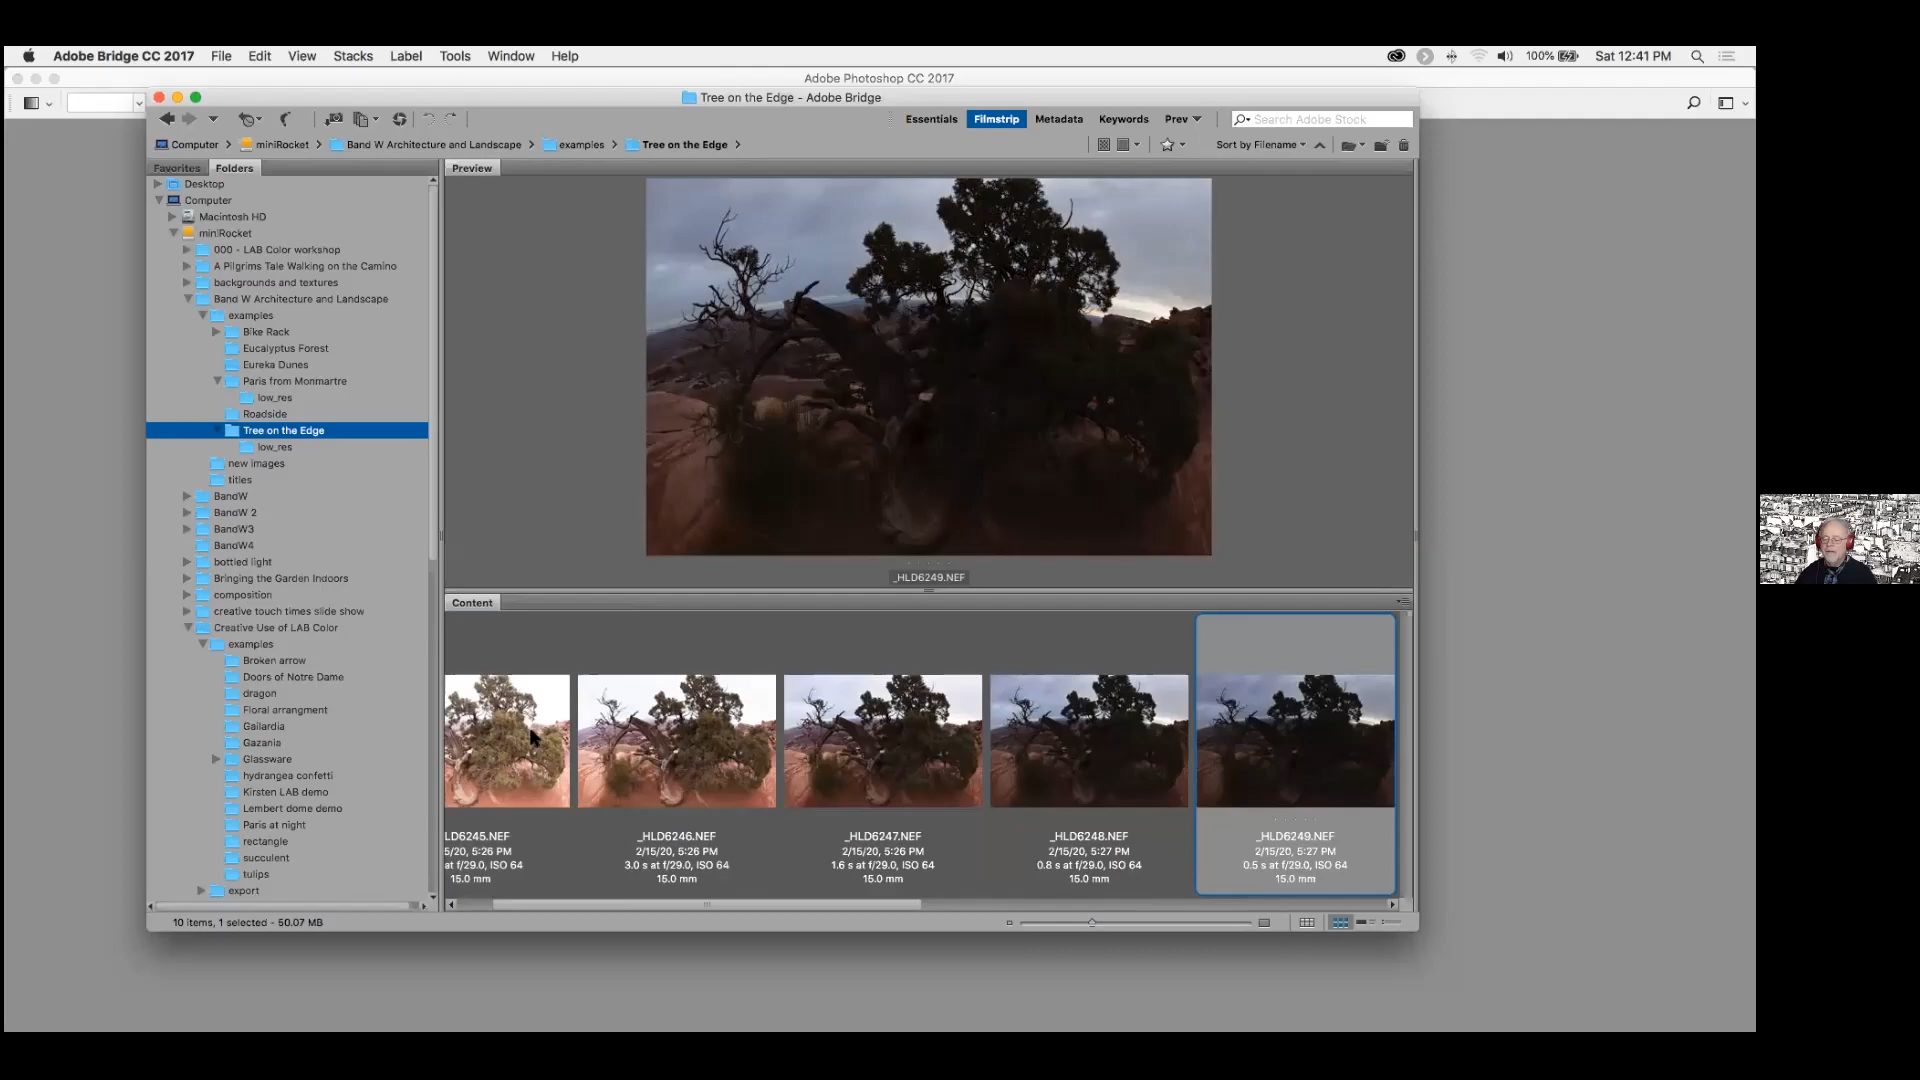 Adobe Bridge CC 2017 File Edit View Stacks Label Tools Window Help 100% Sat 12:41 PM
Adobe Photoshop CC 2017
Tree on the Edge - Adobe Bridge
Essentials Filmstrip Metadata Keywords Prev Search Adobe Stock
Computer miniRocket Band W Architecture and Landscape examples Tree on the Edge Sort by Filename
Favorites Folders
Desktop
Computer
Macintosh HD
miniRocket
000 - LAB Color workshop
A Pilgrims Tale Walking on the Camino
backgrounds and textures
Band W Architecture and Landscape
examples
Bike Rack
Eucalyptus Forest
Eureka Dunes
Paris from Monmartre
low_res
Roadside
Tree on the Edge
low_res
new images
titles
BandW
BandW 2
BandW3
BandW4
bottled light
Bringing the Garden Indoors
composition
creative touch times slide show
Creative Use of LAB Color
examples
Broken arrow
Doors of Notre Dame
dragon
Floral arrangment
Gailardia
Gazania
Glassware
hydrangea confetti
Kirsten LAB demo
Lembert dome demo
Paris at night
rectangle
succulent
tulips
export
Preview
_HLD6249.NEF
Content
LD6245.NEF
5/20, 5:26 PM
at f/29.0, ISO 64
15.0 mm
_HLD6246.NEF
2/15/20, 5:26 PM
3.0 s at f/29.0, ISO 64
15.0 mm
_HLD6247.NEF
2/15/20, 5:26 PM
1.6 s at f/29.0, ISO 64
15.0 mm
_HLD6248.NEF
2/15/20, 5:27 PM
0.8 s at f/29.0, ISO 64
15.0 mm
_HLD6249.NEF
2/15/20, 5:27 PM
0.5 s at f/29.0, ISO 64
15.0 mm
10 items, 1 selected - 50.07 MB